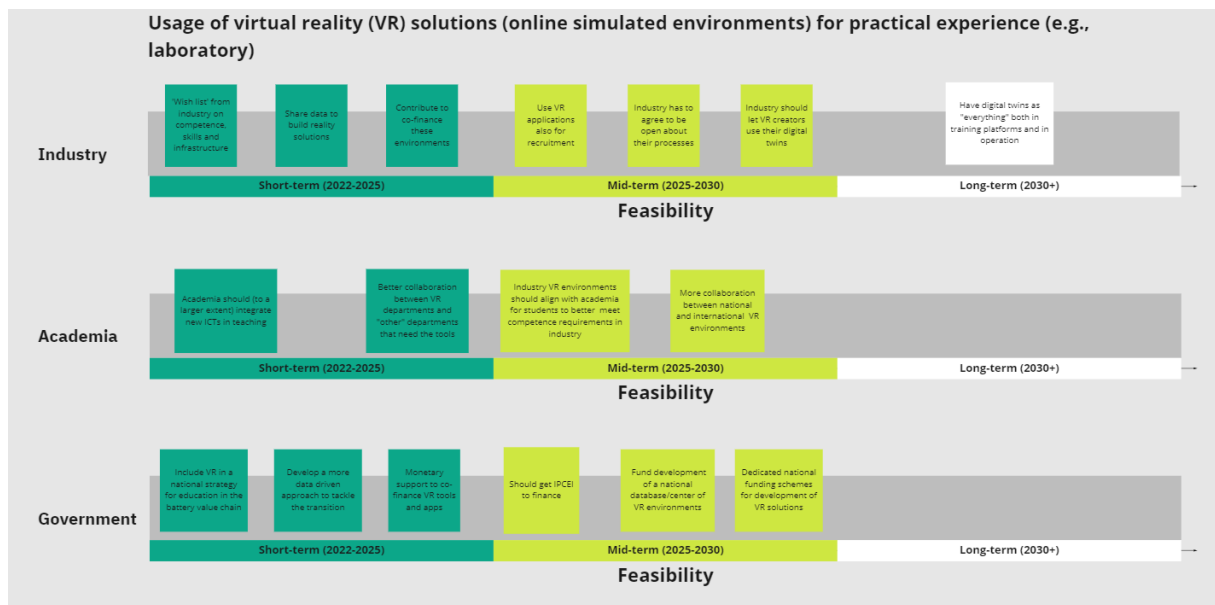 Usage of virtual reality (VR) solutions (online simulated environments) for practical experience (e.g.,
laboratory)
Industry
'Wish list' from
industry on
competence,
skills and
infrastructure
Share data to
build reality
solutions
Contribute to
co-finance
these
environments
Use VR
applications
also for
recruitment
Industry has to
agree to be
open about
their processes
Industry should
let VR creators
use their digital
twins
Have digital twins as
"everything" both in
training platforms and in
operation
Short-term (2022-2025)
Mid-term (2025-2030)
Long-term (2030+)
Feasibility
Academia
Academia should (to a
larger extent) integrate
new ICTs in teaching
Better collaboration
between VR
departments and
"other" departments
that need the tools
Industry VR environments
should align with academia
for students to better meet
competence requirements in
industry
More collaboration
between national
and international VR
environments
Short-term (2022-2025)
Mid-term (2025-2030)
Long-term (2030+)
Feasibility
Government
Include VR in a
national strategy
for education in the
battery value chain
Develop a more
data driven
approach to tackle
the transition
Monetary
support to co-
finance VR tools
and apps
Should get IPCEI
to finance
Fund development
of a national
database/center of
VR environments
Dedicated national
funding schemes
for development of
VR solutions
Short-term (2022-2025)
Mid-term (2025-2030)
Long-term (2030+)
Feasibility